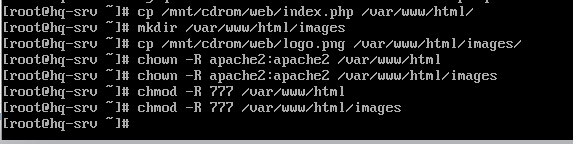 [root@hq-srv ~]# cp /mnt/cdrom/web/index.php /var/www/html/
[root@hq-srv ~]# mkdir /var/www/html/images
[root@hq-srv ~]# cp /mnt/cdrom/web/logo.png /var/www/html/images/
[root@hq-srv ~]# chown -R apache2:apache2 /var/www/html
[root@hq-srv ~]# chown -R apache2:apache2 /var/www/html/images
[root@hq-srv ~]# chmod -R 777 /var/www/html
[root@hq-srv ~]# chmod -R 777 /var/www/html/images
[root@hq-srv ~]#